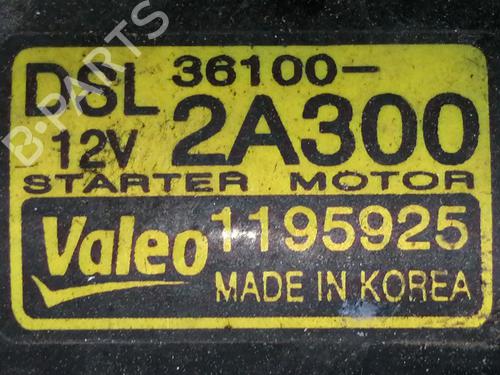 DSL 36100-
12V 2A300
STARTER MOTOR
Valeo 1195925
MADE IN KOREA
B-PARTS